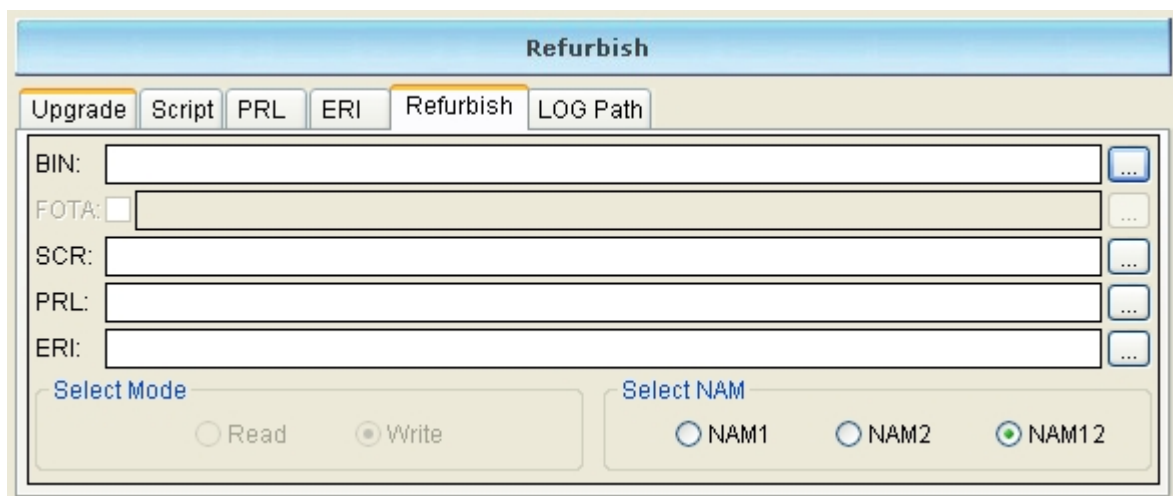 Refurbish
Upgrade Script PRL ERI Refurbish LOG Path
BIN: ...
FOTA: ...
SCR: ...
PRL: ...
ERI: ...
Select Mode Select NAM
Read Write NAM1 NAM2 NAM12